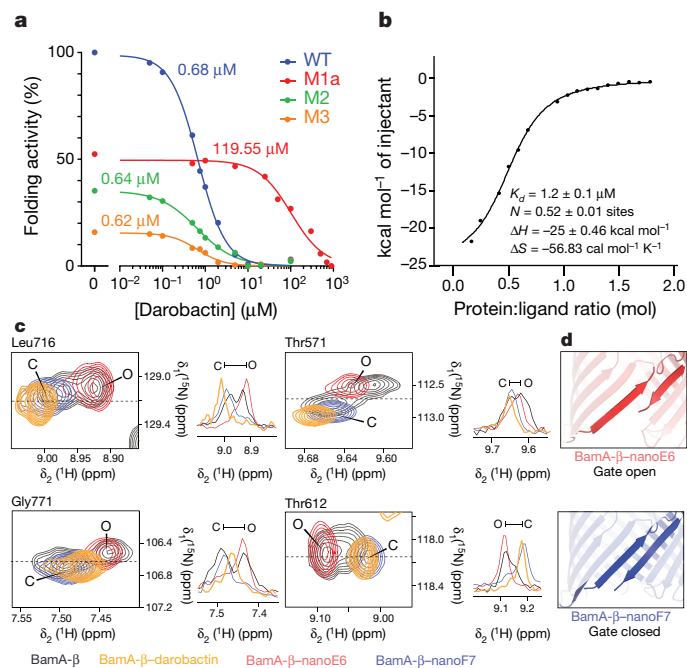 a
Folding activity (%)
100
50
0
0.68 μM
119.55 μM
0.64 μM
0.62 μM
WT
M1a
M2
M3
0 10⁻² 10⁻¹ 10⁰ 10¹ 10² 10³
[Darobactin] (μM)
b
kcal mol⁻¹ of injectant
0
−5
−10
−15
−20
−25
Kd = 1.2 ± 0.1 μM
N = 0.52 ± 0.01 sites
ΔH = −25 ± 0.46 kcal mol⁻¹
ΔS = −56.83 cal mol⁻¹ K⁻¹
0 0.5 1.0 1.5 2.0
Protein:ligand ratio (mol)
c
Leu716
C
O
129.0
129.4
δ₁(¹⁵N) (ppm)
9.00 8.95 8.90
δ₂ (¹H) (ppm)
C O
9.0 8.9
δ₂ (¹H) (ppm)
Thr571
O
C
112.5
113.0
δ₁(¹⁵N) (ppm)
9.68 9.64 9.60
δ₂ (¹H) (ppm)
C O
9.7 9.6
δ₂ (¹H) (ppm)
Gly771
O
C
106.4
106.8
107.2
δ₁(¹⁵N) (ppm)
7.55 7.50 7.45
δ₂ (¹H) (ppm)
C O
7.5 7.4
δ₂ (¹H) (ppm)
Thr612
O
C
118.0
118.4
δ₁(¹⁵N) (ppm)
9.10 9.00
δ₂ (¹H) (ppm)
O C
9.1 9.2
δ₂ (¹H) (ppm)
BamA-β BamA-β–darobactin BamA-β–nanoE6 BamA-β–nanoF7
d
BamA-β–nanoE6
Gate open
BamA-β–nanoF7
Gate closed